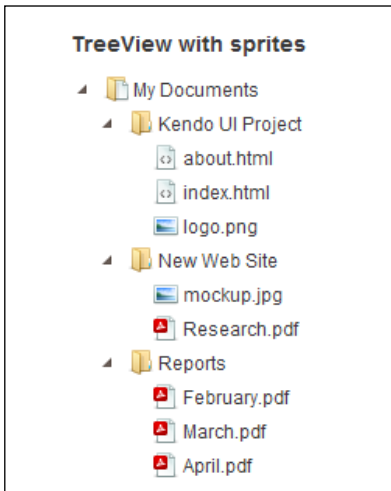 TreeView with sprites
My Documents
Kendo UI Project
about.html
index.html
logo.png
New Web Site
mockup.jpg
Research.pdf
Reports
February.pdf
March.pdf
April.pdf